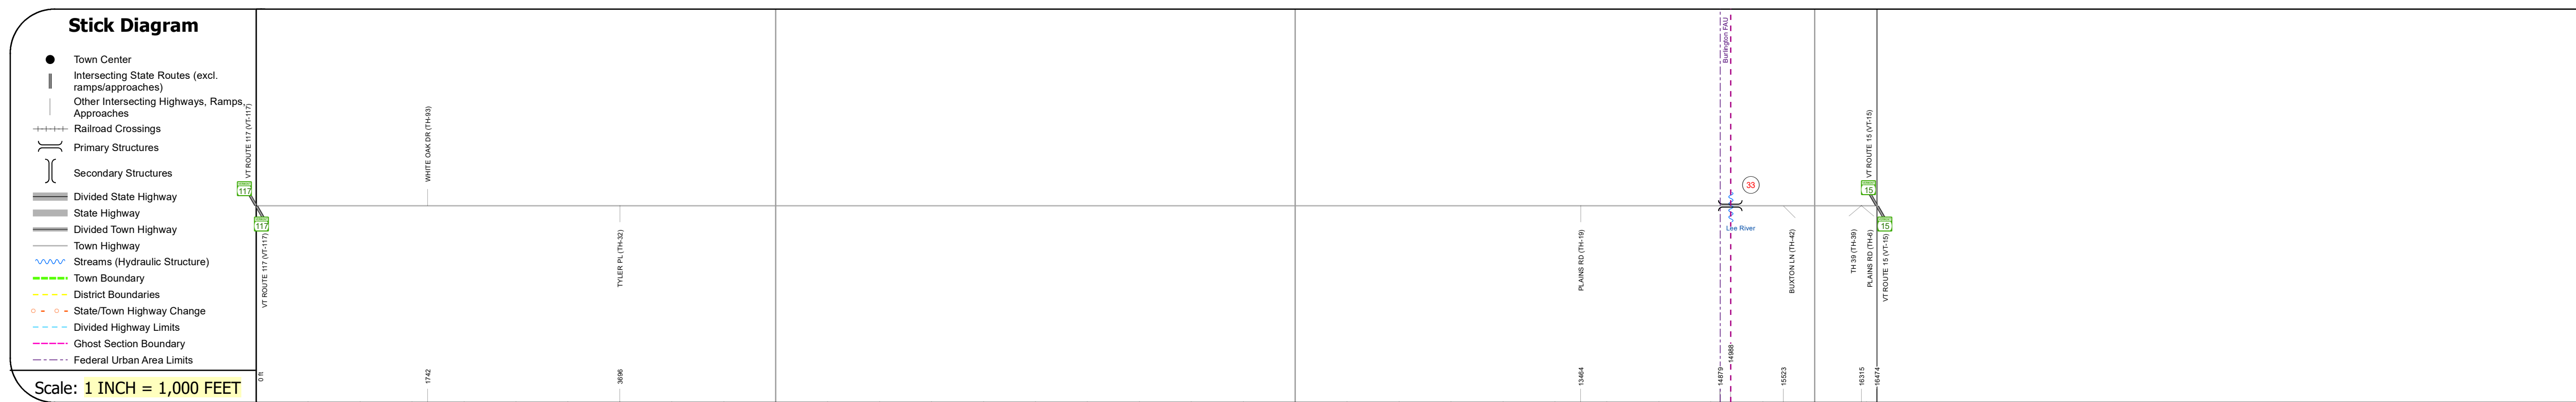 Stick Diagram
Town Center
Intersecting State Routes (excl.
ramps/approaches)
Other Intersecting Highways, Ramps,
Approaches
Railroad Crossings
Primary Structures
Secondary Structures
Divided State Highway
State Highway
Divided Town Highway
Town Highway
Streams (Hydraulic Structure)
Town Boundary
District Boundaries
State/Town Highway Change
Divided Highway Limits
Ghost Section Boundary
Federal Urban Area Limits
Scale: 1 INCH = 1,000 FEET
VT ROUTE 117 (VT-117)
117
117
VT ROUTE 117 (VT-117)
0 ft
WHITE OAK DR (TH-93)
1742
TYLER PL (TH-32)
3696
PLAINS RD (TH-19)
13464
Burlington FAU
33
Lee River
14879
14988
BUXTON LN (TH-42)
15523
TH 39 (TH-39)
PLAINS RD (TH-6)
16315
VT ROUTE 15 (VT-15)
15
15
VT ROUTE 15 (VT-15)
16474